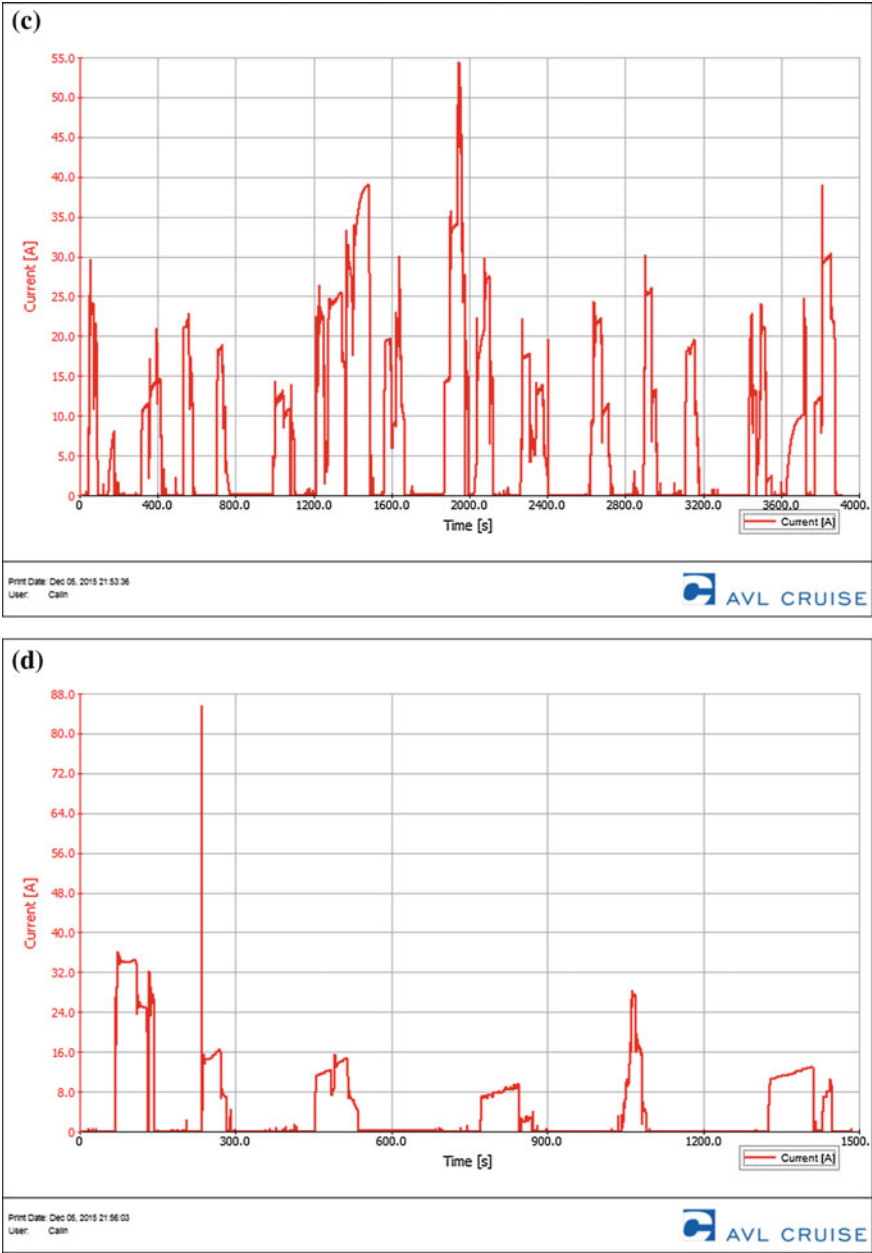 (c)
55.0
50.0
45.0
40.0
35.0
30.0
25.0
20.0
15.0
10.0
5.0
0
Current [A]
0 400.0 800.0 1200.0 1600.0 2000.0 2400.0 2800.0 3200.0 3600.0 4000.
Time [s]
Current [A]
Print Date: Dec 05, 2015 21:53:36
User: Calin
AVL CRUISE
(d)
88.0
80.0
72.0
64.0
56.0
48.0
40.0
32.0
24.0
16.0
8.0
0
Current [A]
0 300.0 600.0 900.0 1200.0 1500.
Time [s]
Current [A]
Print Date: Dec 05, 2015 21:56:03
User: Calin
AVL CRUISE